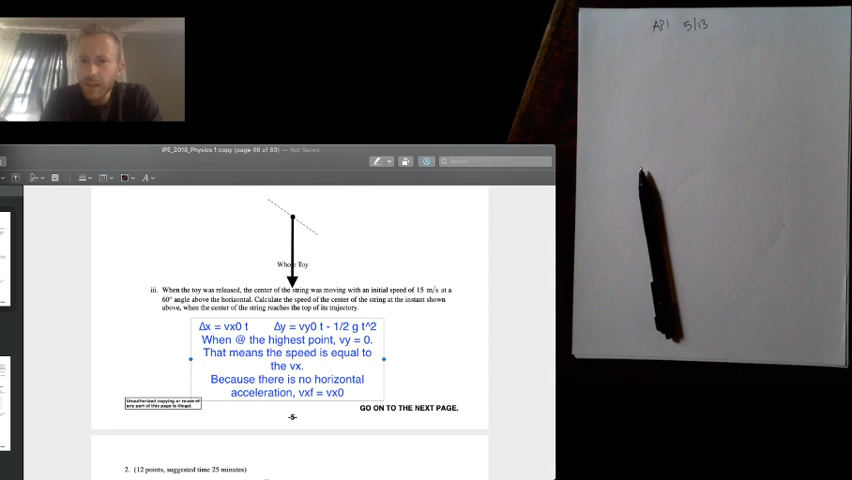 AP1 5/13
IPE_2018_Physics 1 copy (page 46 of 83) — Not Saved
Search
Whole Toy
iii. When the toy was released, the center of the string was moving with an initial speed of 15 m/s at a
60° angle above the horizontal. Calculate the speed of the center of the string at the instant shown
above, when the center of the string reaches the top of its trajectory.
Δx = vx0 t Δy = vy0 t - 1/2 g t^2
When @ the highest point, vy = 0.
That means the speed is equal to
the vx.
Because there is no horizontal
acceleration, vxf = vx0
Unauthorized copying or reuse of
any part of this page is illegal.
GO ON TO THE NEXT PAGE.
-5-
2. (12 points, suggested time 25 minutes)